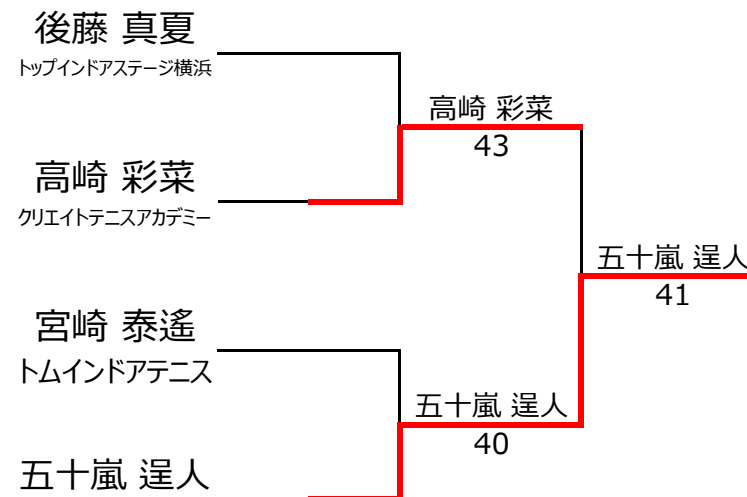 後藤 真夏
トップインドアステージ横浜
高崎 彩菜
43
高崎 彩菜
クリエイトテニスアカデミー
五十嵐 逞人
41
宮崎 泰遙
トムインドアテニス
五十嵐 逞人
40
五十嵐 逞人